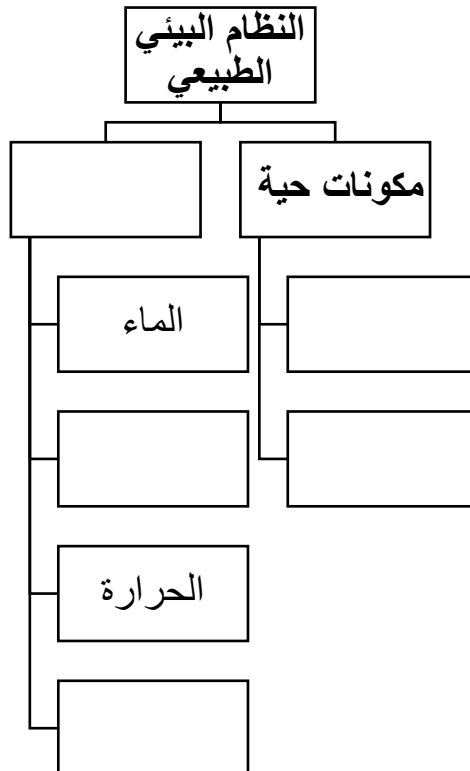 النظام البيئي
الطبيعي
مكونات حية
الماء
الحرارة